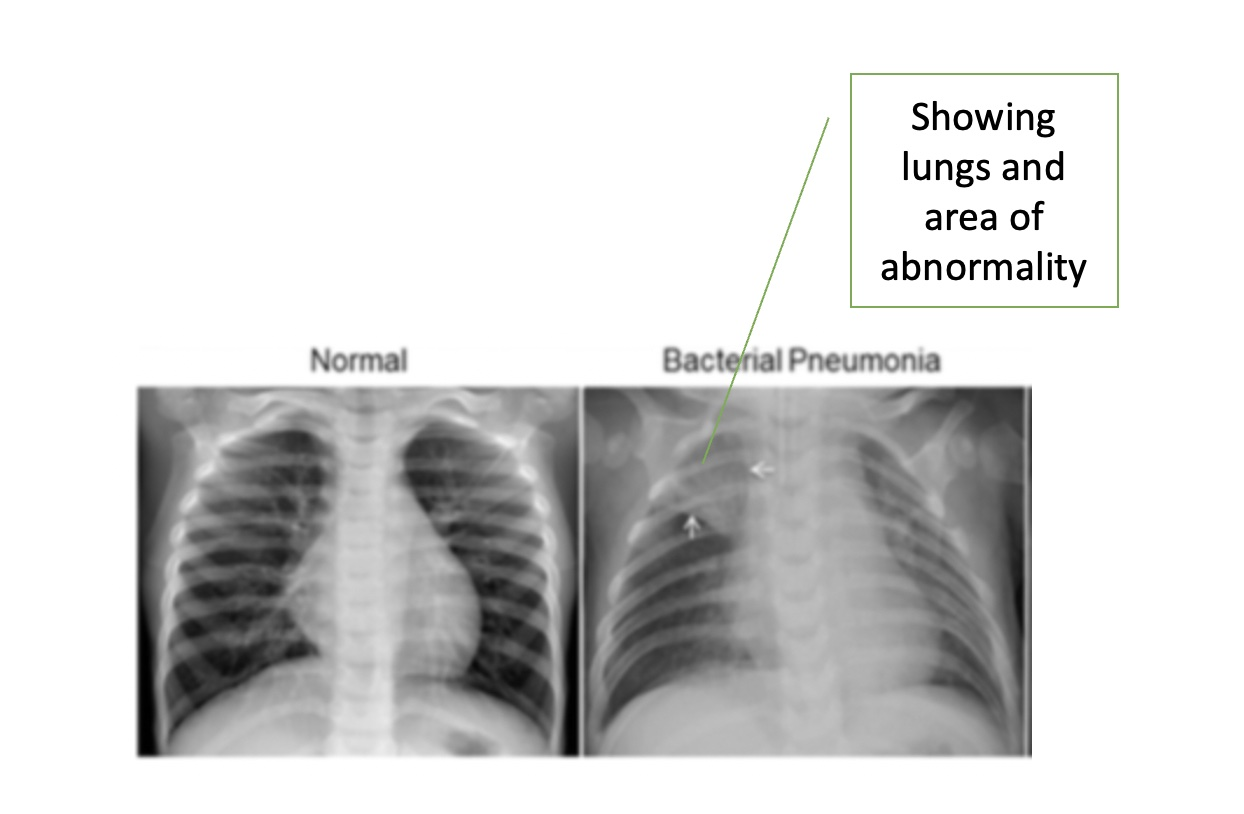 Showing
lungs and
area of
abnormality
Normal
Bacterial Pneumonia